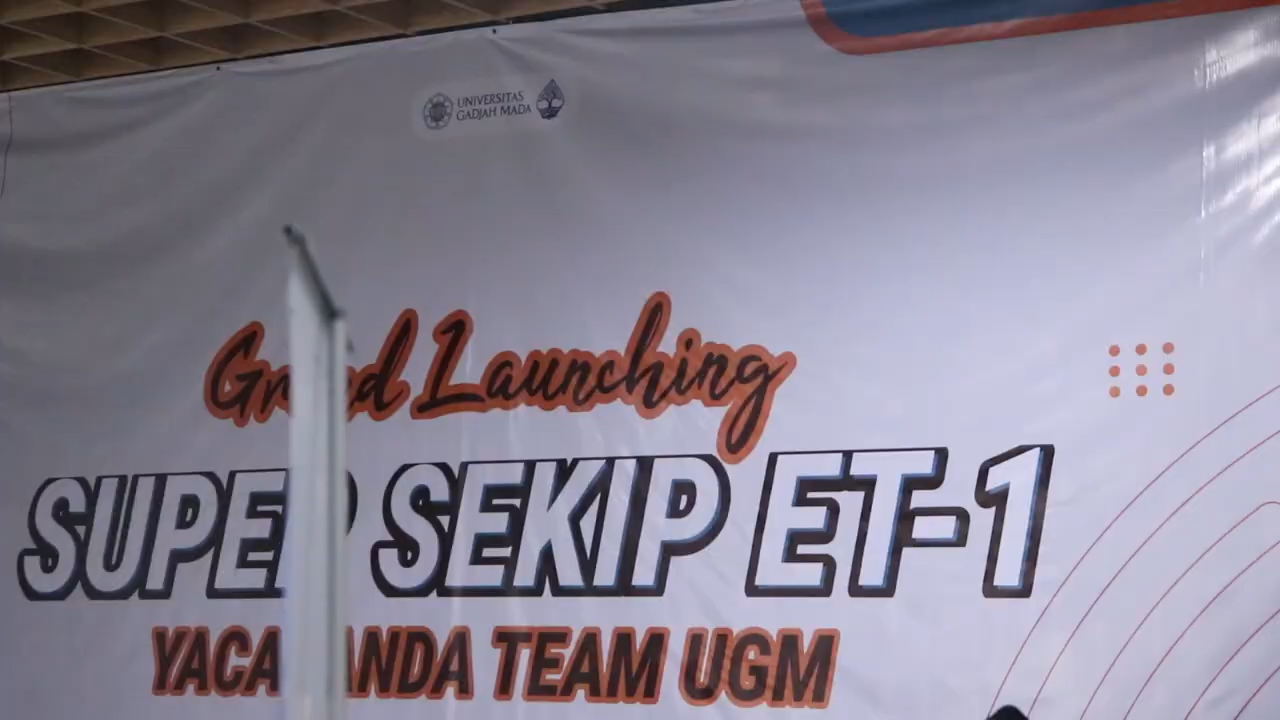 UNIVERSITAS
GADJAH MADA
Launching
SEKIP ET-1
TEAM UGM